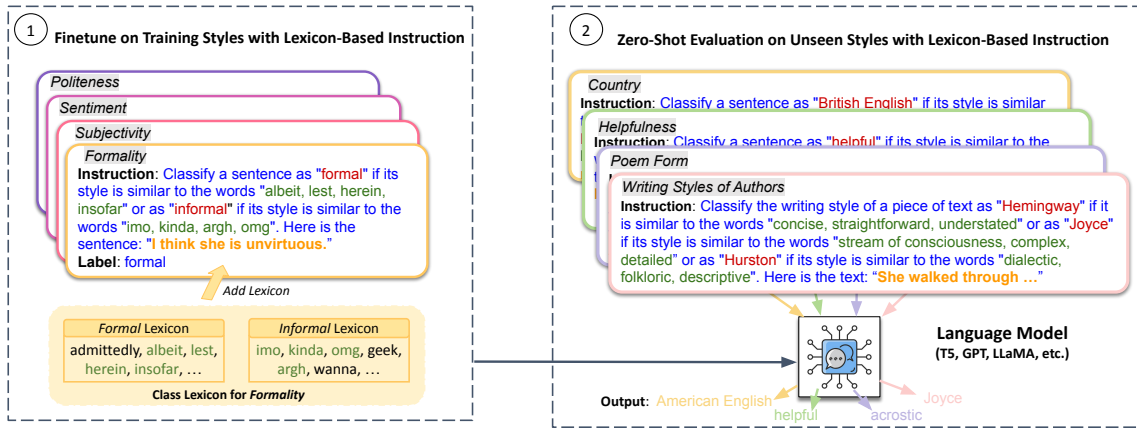 1
Finetune on Training Styles with Lexicon-Based Instruction
Politeness
Sentiment
Subjectivity
Formality
Instruction: Classify a sentence as "formal" if its
style is similar to the words "albeit, lest, herein,
insofar" or as "informal" if its style is similar to the
words "imo, kinda, argh, omg". Here is the
sentence: "I think she is unvirtuous."
Label: formal
Add Lexicon
Formal Lexicon
admittedly, albeit, lest,
herein, insofar, ...
Informal Lexicon
imo, kinda, omg, geek,
argh, wanna, ...
Class Lexicon for Formality
2
Zero-Shot Evaluation on Unseen Styles with Lexicon-Based Instruction
Country
Instruction: Classify a sentence as "British English" if its style is similar
Helpfulness
Instruction: Classify a sentence as "helpful" if its style is similar to the
Poem Form
Writing Styles of Authors
Instruction: Classify the writing style of a piece of text as "Hemingway" if it
is similar to the words "concise, straightforward, understated" or as "Joyce"
if its style is similar to the words "stream of consciousness, complex,
detailed" or as "Hurston" if its style is similar to the words "dialectic,
folkloric, descriptive". Here is the text: "She walked through ..."
Language Model
(T5, GPT, LLaMA, etc.)
Output: American English
helpful
acrostic
Joyce